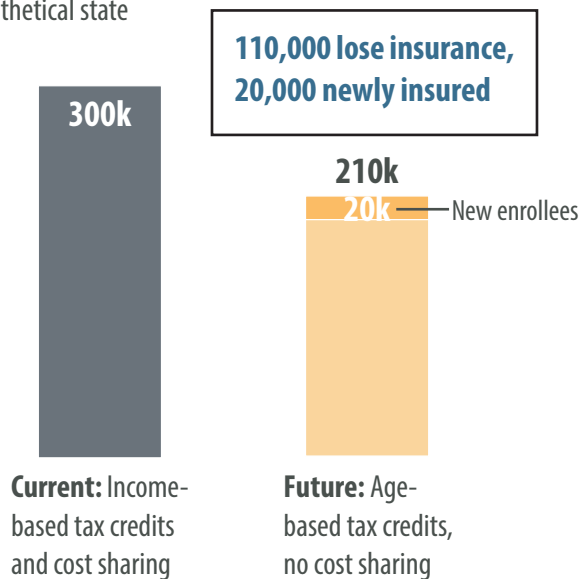 thetical state
110,000 lose insurance,
20,000 newly insured
300k
210k
20k
New enrollees
Current: Income-
based tax credits
and cost sharing
Future: Age-
based tax credits,
no cost sharing